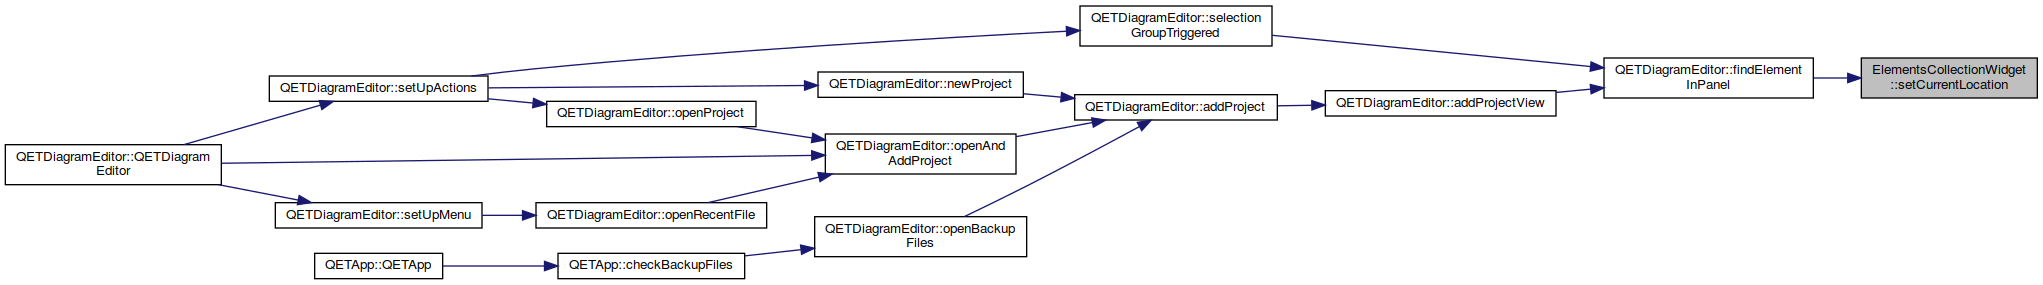 QETDiagramEditor::QETDiagram
Editor
QETDiagramEditor::setUpActions
QETDiagramEditor::setUpMenu
QETApp::QETApp
QETDiagramEditor::openProject
QETDiagramEditor::openRecentFile
QETApp::checkBackupFiles
QETDiagramEditor::newProject
QETDiagramEditor::openAnd
AddProject
QETDiagramEditor::openBackup
Files
QETDiagramEditor::selection
GroupTriggered
QETDiagramEditor::addProject
QETDiagramEditor::addProjectView
QETDiagramEditor::findElement
InPanel
ElementsCollectionWidget
::setCurrentLocation